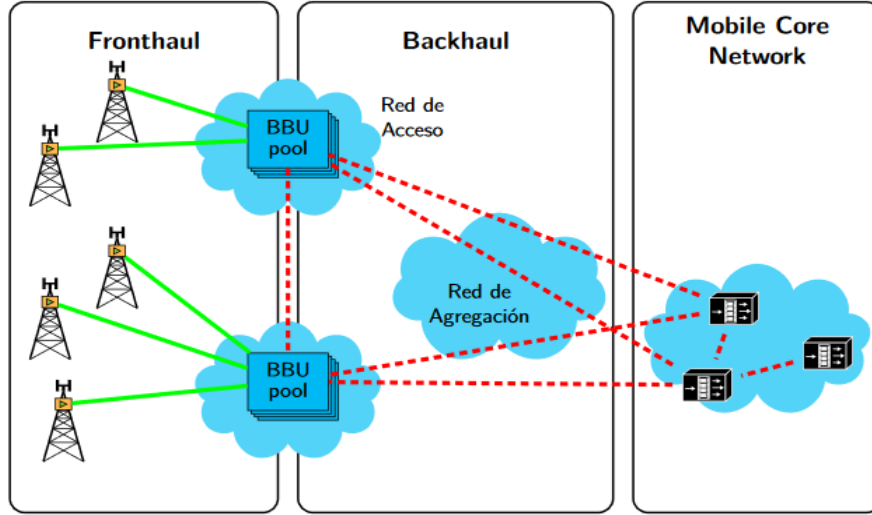 Fronthaul
Backhaul
Mobile Core
Network
BBU
pool
Red de
Acceso
Red de
Agregación
BBU
pool